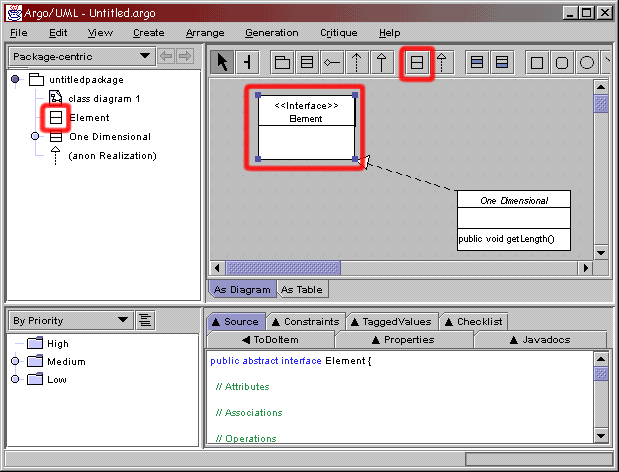 Argo/UML - Untitled.argo
File Edit View Create Arrange Generation Critique Help
Package-centric
untitledpackage
class diagram 1
Element
One Dimensional
(anon Realization)
<<Interface>>
Element
One Dimensional
public void getLength()
As Diagram As Table
By Priority
High
Medium
Low
Source Constraints TaggedValues Checklist
ToDoItem Properties Javadocs
public abstract interface Element {
// Attributes
// Associations
// Operations